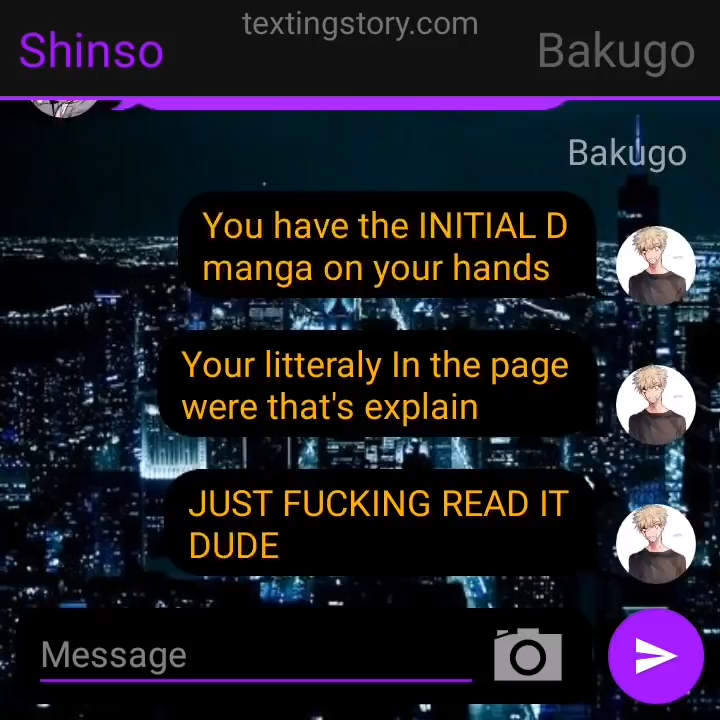 textingstory.com
Shinso
Bakugo
Bakugo
You have the INITIAL D
manga on your hands
Your litteraly In the page
were that's explain
JUST FUCKING READ IT
DUDE
Message